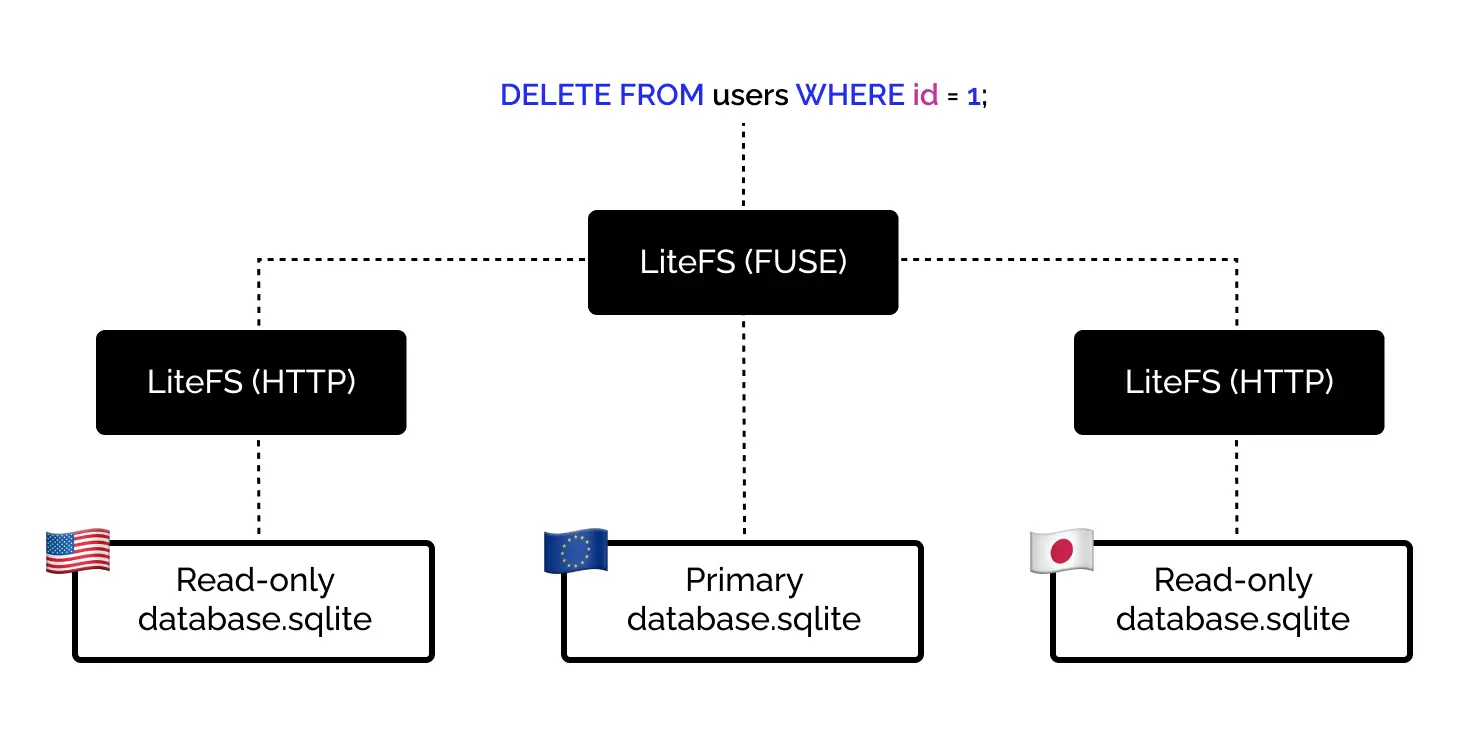 DELETE FROM users WHERE id = 1;
LiteFS (FUSE)
LiteFS (HTTP)
LiteFS (HTTP)
Read-only
database.sqlite
Primary
database.sqlite
Read-only
database.sqlite